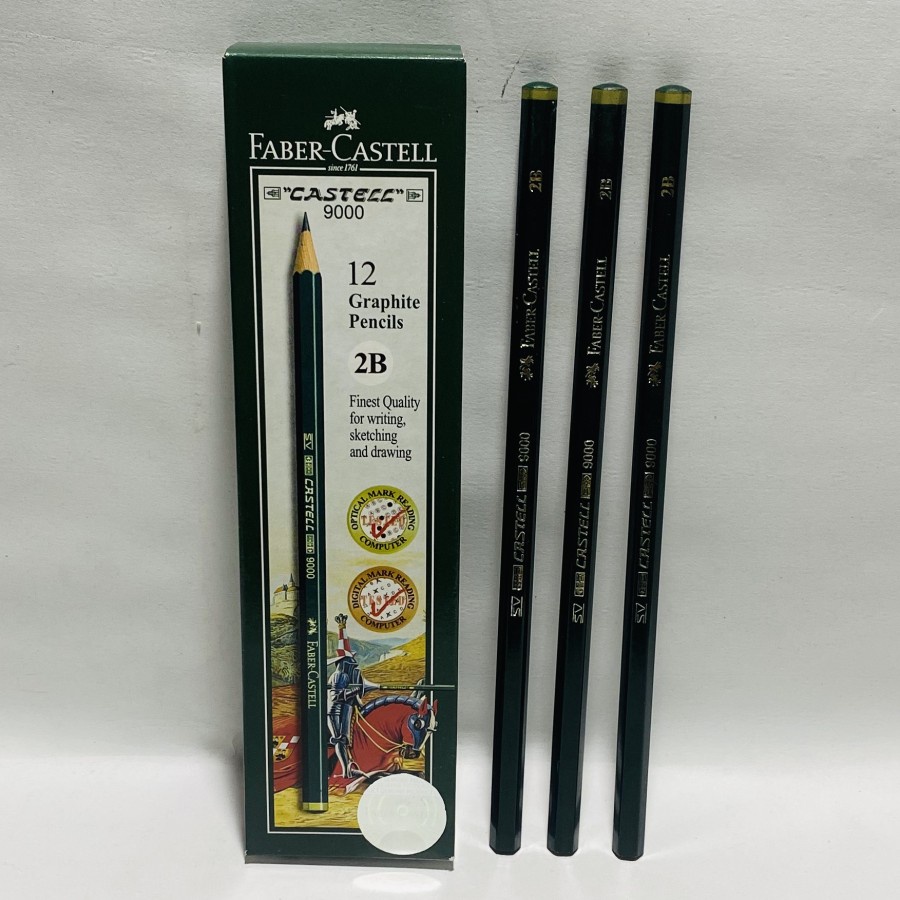 FABER-CASTELL
since 1761
"CASTELL"
9000
12
Graphite
Pencils
2B
Finest Quality
for writing,
sketching
and drawing
OPTICAL MARK READING
TESTED
COMPUTER
DIGITAL MARK READING
TESTED
COMPUTER
SV CASTELL 9000 FABER-CASTELL
SV CASTELL 9000 FABER-CASTELL 2B
SV CASTELL 9000 FABER-CASTELL 2B
SV CASTELL 9000 FABER-CASTELL 2B